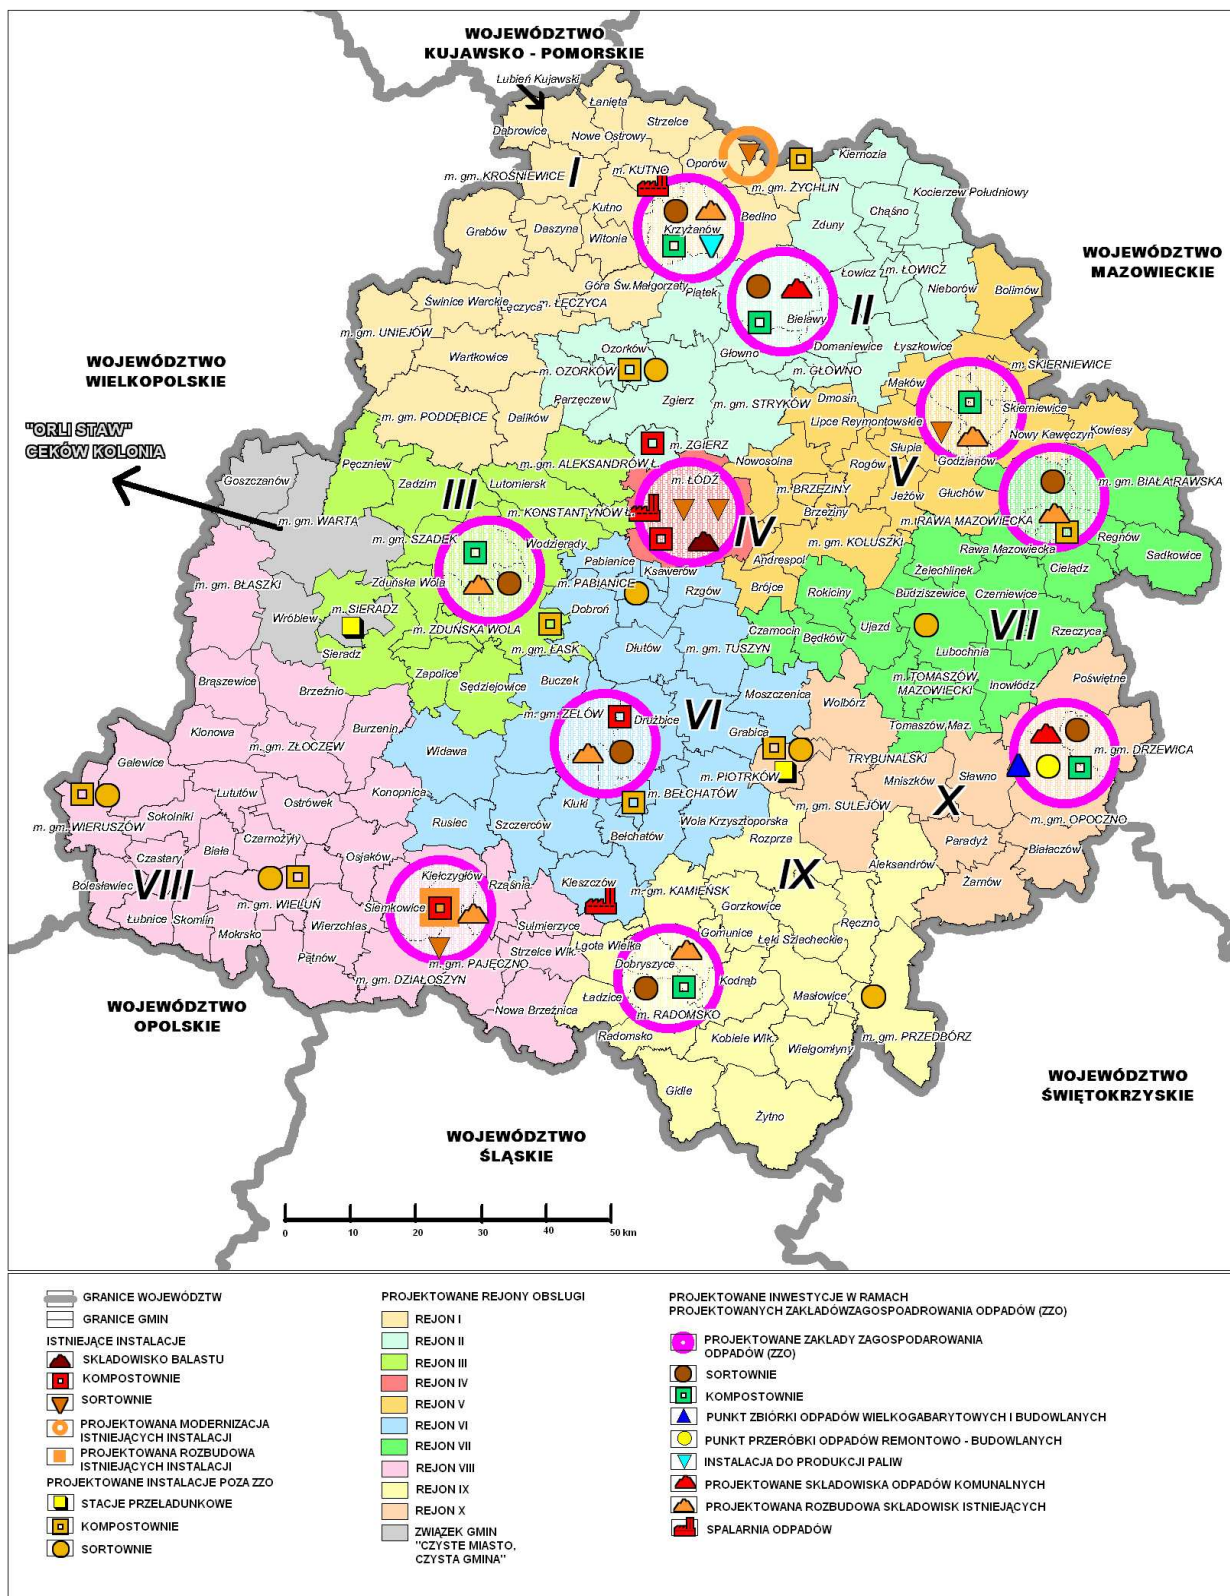 WOJEWÓDZTWO
KUJAWSKO - POMORSKIE
Lubień Kujawski
Łanięta
Strzelce
Dąbrowice
Nowe Ostrowy
Oporów
Kiernozia
m. KUTNO
m. gm. KROŚNIEWICE
I
m. gm. ŻYCHLIN
Kocierzew Południowy
Kutno
Bedlno
Chąśno
Grabów
Daszyna
Witonia
Krzyżanów
Zduny
WOJEWÓDZTWO
MAZOWIECKIE
Łowicz
m. ŁOWICZ
Góra Św.Małgorzaty
Piątek
Nieborów
Bolimów
Świnice Warckie
Łęczyca
m. ŁĘCZYCA
Bielawy
II
m. gm. UNIEJÓW
Domaniewice
Łyszkowice
WOJEWÓDZTWO
WIELKOPOLSKIE
Wartkowice
Ozorków
Głowno
m. OZORKÓW
m. GŁOWNO
m. SKIERNIEWICE
Maków
Parzęczew
Zgierz
m. gm. STRYKÓW
Dmosin
Skierniewice
m. gm. PODDĘBICE
Dalików
Lipce Reymontowskie
Kowiesy
"ORLI STAW"
CEKÓW KOLONIA
Słupia
Nowy Kawęczyn
m. ZGIERZ
Pęczniew
m. gm. ALEKSANDRÓW Ł.
Nowosolna
Rogów
V
Godzianów
Goszczanów
Zadzim
Lutomiersk
m. ŁÓDŹ
m. BRZEZINY
Jeżów
Głuchów
m. gm. BIAŁA RAWSKA
III
m. gm. WARTA
m. KONSTANTYNÓW Ł.
Brzeziny
m. RAWA MAZOWIECKA
m. gm. SZADEK
Wodzierady
IV
m. gm. KOLUSZKI
Regnów
Pabianice
Andrespol
Rawa Mazowiecka
Sadkowice
m. gm. BŁASZKI
Zduńska Wola
m. PABIANICE
Ksawerów
Żelechlinek
Cielądz
Rzgów
Brójce
Rokiciny
Budziszewice
Czerniewice
Wróblew
m. SIERADZ
Dobroń
Czarnocin
Ujazd
VII
m. ZDUŃSKA WOLA
Będków
Rzeczyca
Sieradz
m. gm. ŁASK
Dłutów
m. gm. TUSZYN
Lubochnia
Brąszewice
Zapolice
Buczek
m. TOMASZÓW
MAZOWIECKI
Inowłódz
Poświętne
Brzeźnio
Sędziejowice
Moszczenica
Wolbórz
Klonowa
Burzenin
m. gm. ZELÓW
Drużbice
VI
Tomaszów Maz.
m. gm. ZŁOCZEW
Widawa
Grabica
m. gm. DRZEWICA
Galewice
TRYBUNALSKI
Lututów
Konopnica
m. PIOTRKÓW
Mniszków
Sławno
Ostrówek
Kluki
m. BEŁCHATÓW
Sokolniki
X
m. gm. SULEJÓW
m. gm. WIERUSZÓW
Czarnożyły
Rusiec
Szczerców
Wola Krzysztoporska
m. gm. OPOCZNO
Bełchatów
Rozprza
Paradyż
Czastary
Biała
Osjaków
Białaczów
Bolesławiec
VIII
Kiełczygłów
Rząśnia
Kleszczów
IX
Aleksandrów
m. gm. KAMIEŃSK
Żarnów
m. gm. WIELUŃ
Siemkowice
Gorzkowice
Łubnice
Skomlin
Mokrsko
Wierzchlas
Sulmierzyce
Ręczno
Gomunice
Łęki Szlacheckie
Pątnów
Strzelce Wlk.
Lgota Wielka
m. gm. PAJĘCZNO
Dobryszyce
Kodrąb
m. gm. DZIAŁOSZYN
Ładzice
Masłowice
WOJEWÓDZTWO
OPOLSKIE
Nowa Brzeźnica
m. RADOMSKO
Radomsko
Kobiele Wlk.
m. gm. PRZEDBÓRZ
Wielgomłyny
Gidle
WOJEWÓDZTWO
ŚWIĘTOKRZYSKIE
Żytno
WOJEWÓDZTWO
ŚLĄSKIE
0 10 20 30 40 50 km
GRANICE WOJEWÓDZTW
GRANICE GMIN
ISTNIEJĄCE INSTALACJE
SKŁADOWISKO BALASTU
KOMPOSTOWNIE
SORTOWNIE
PROJEKTOWANA MODERNIZACJA
ISTNIEJĄCYCH INSTALACJI
PROJEKTOWANA ROZBUDOWA
ISTNIEJĄCYCH INSTALACJI
PROJEKTOWANE INSTALACJE POZA ZZO
STACJE PRZELADUNKOWE
KOMPOSTOWNIE
SORTOWNIE
PROJEKTOWANE REJONY OBSLUGI
REJON I
REJON II
REJON III
REJON IV
REJON V
REJON VI
REJON VII
REJON VIII
REJON IX
REJON X
ZWIĄZEK GMIN
"CZYSTE MIASTO,
CZYSTA GMINA"
PROJEKTOWANE INWESTYCJE W RAMACH
PROJEKTOWANYCH ZAKŁADÓWZAGOSPOADROWANIA ODPADÓW (ZZO)
PROJEKTOWANE ZAKŁADY ZAGOSPODAROWANIA
ODPADÓW (ZZO)
SORTOWNIE
KOMPOSTOWNIE
PUNKT ZBIÓRKI ODPADÓW WIELKOGABARYTOWYCH I BUDOWLANYCH
PUNKT PRZERÓBKI ODPADÓW REMONTOWO - BUDOWLANYCH
INSTALACJA DO PRODUKCJI PALIW
PROJEKTOWANE SKŁADOWISKA ODPADÓW KOMUNALNYCH
PROJEKTOWANA ROZBUDOWA SKŁADOWISK ISTNIEJĄCYCH
SPALARNIA ODPADÓW